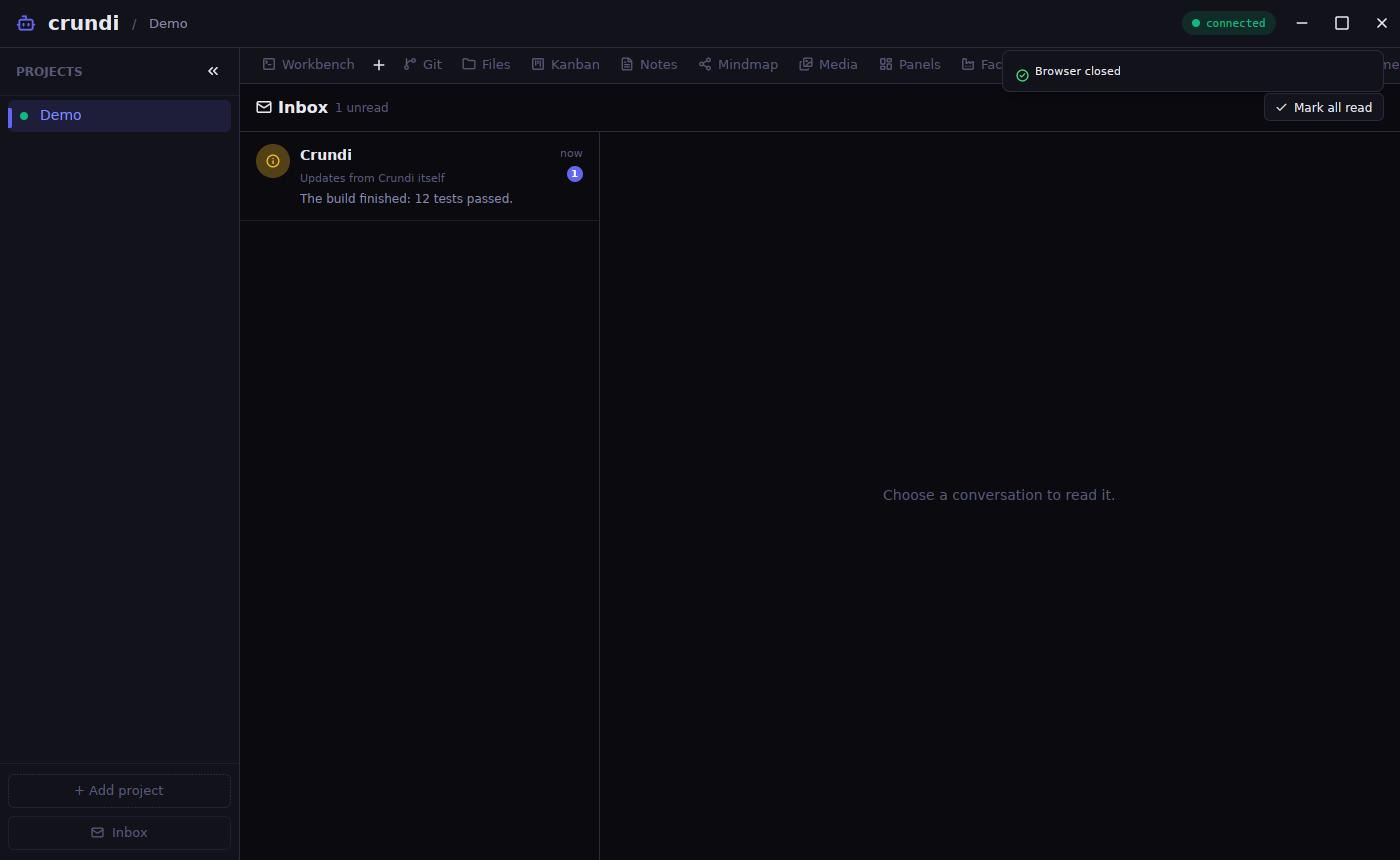 crundi / Demo
connected
PROJECTS
Demo
+ Add project
Inbox
Workbench
Git
Files
Kanban
Notes
Mindmap
Media
Panels
Browser closed
Inbox 1 unread
Mark all read
Crundi
now
Updates from Crundi itself
1
The build finished: 12 tests passed.
Choose a conversation to read it.